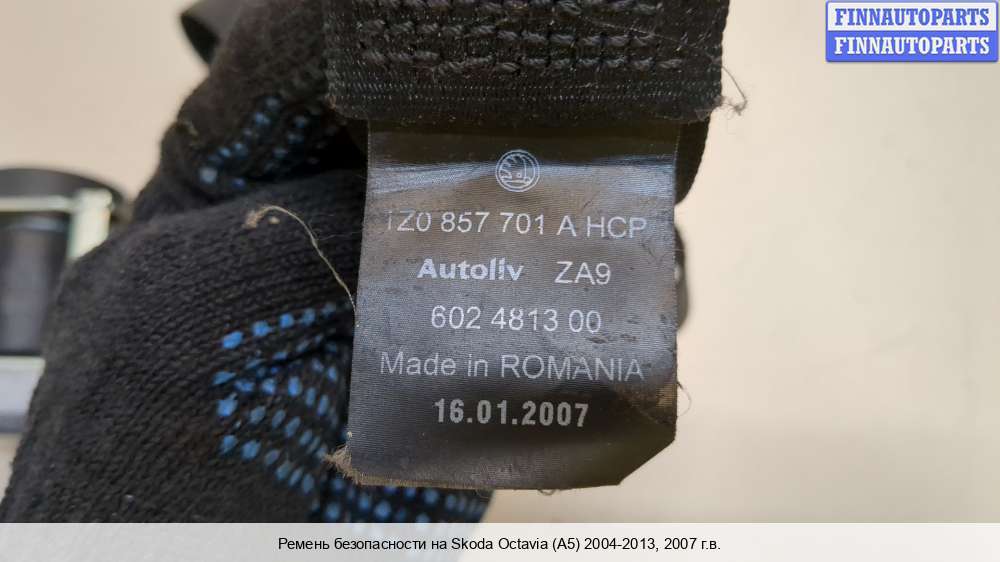 FINNAUTOPARTS
FINNAUTOPARTS
1Z0 857 701 A HCP
Autoliv ZA9
602 4813 00
Made in ROMANIA
16.01.2007
Ремень безопасности на Skoda Octavia (A5) 2004-2013, 2007 г.в.